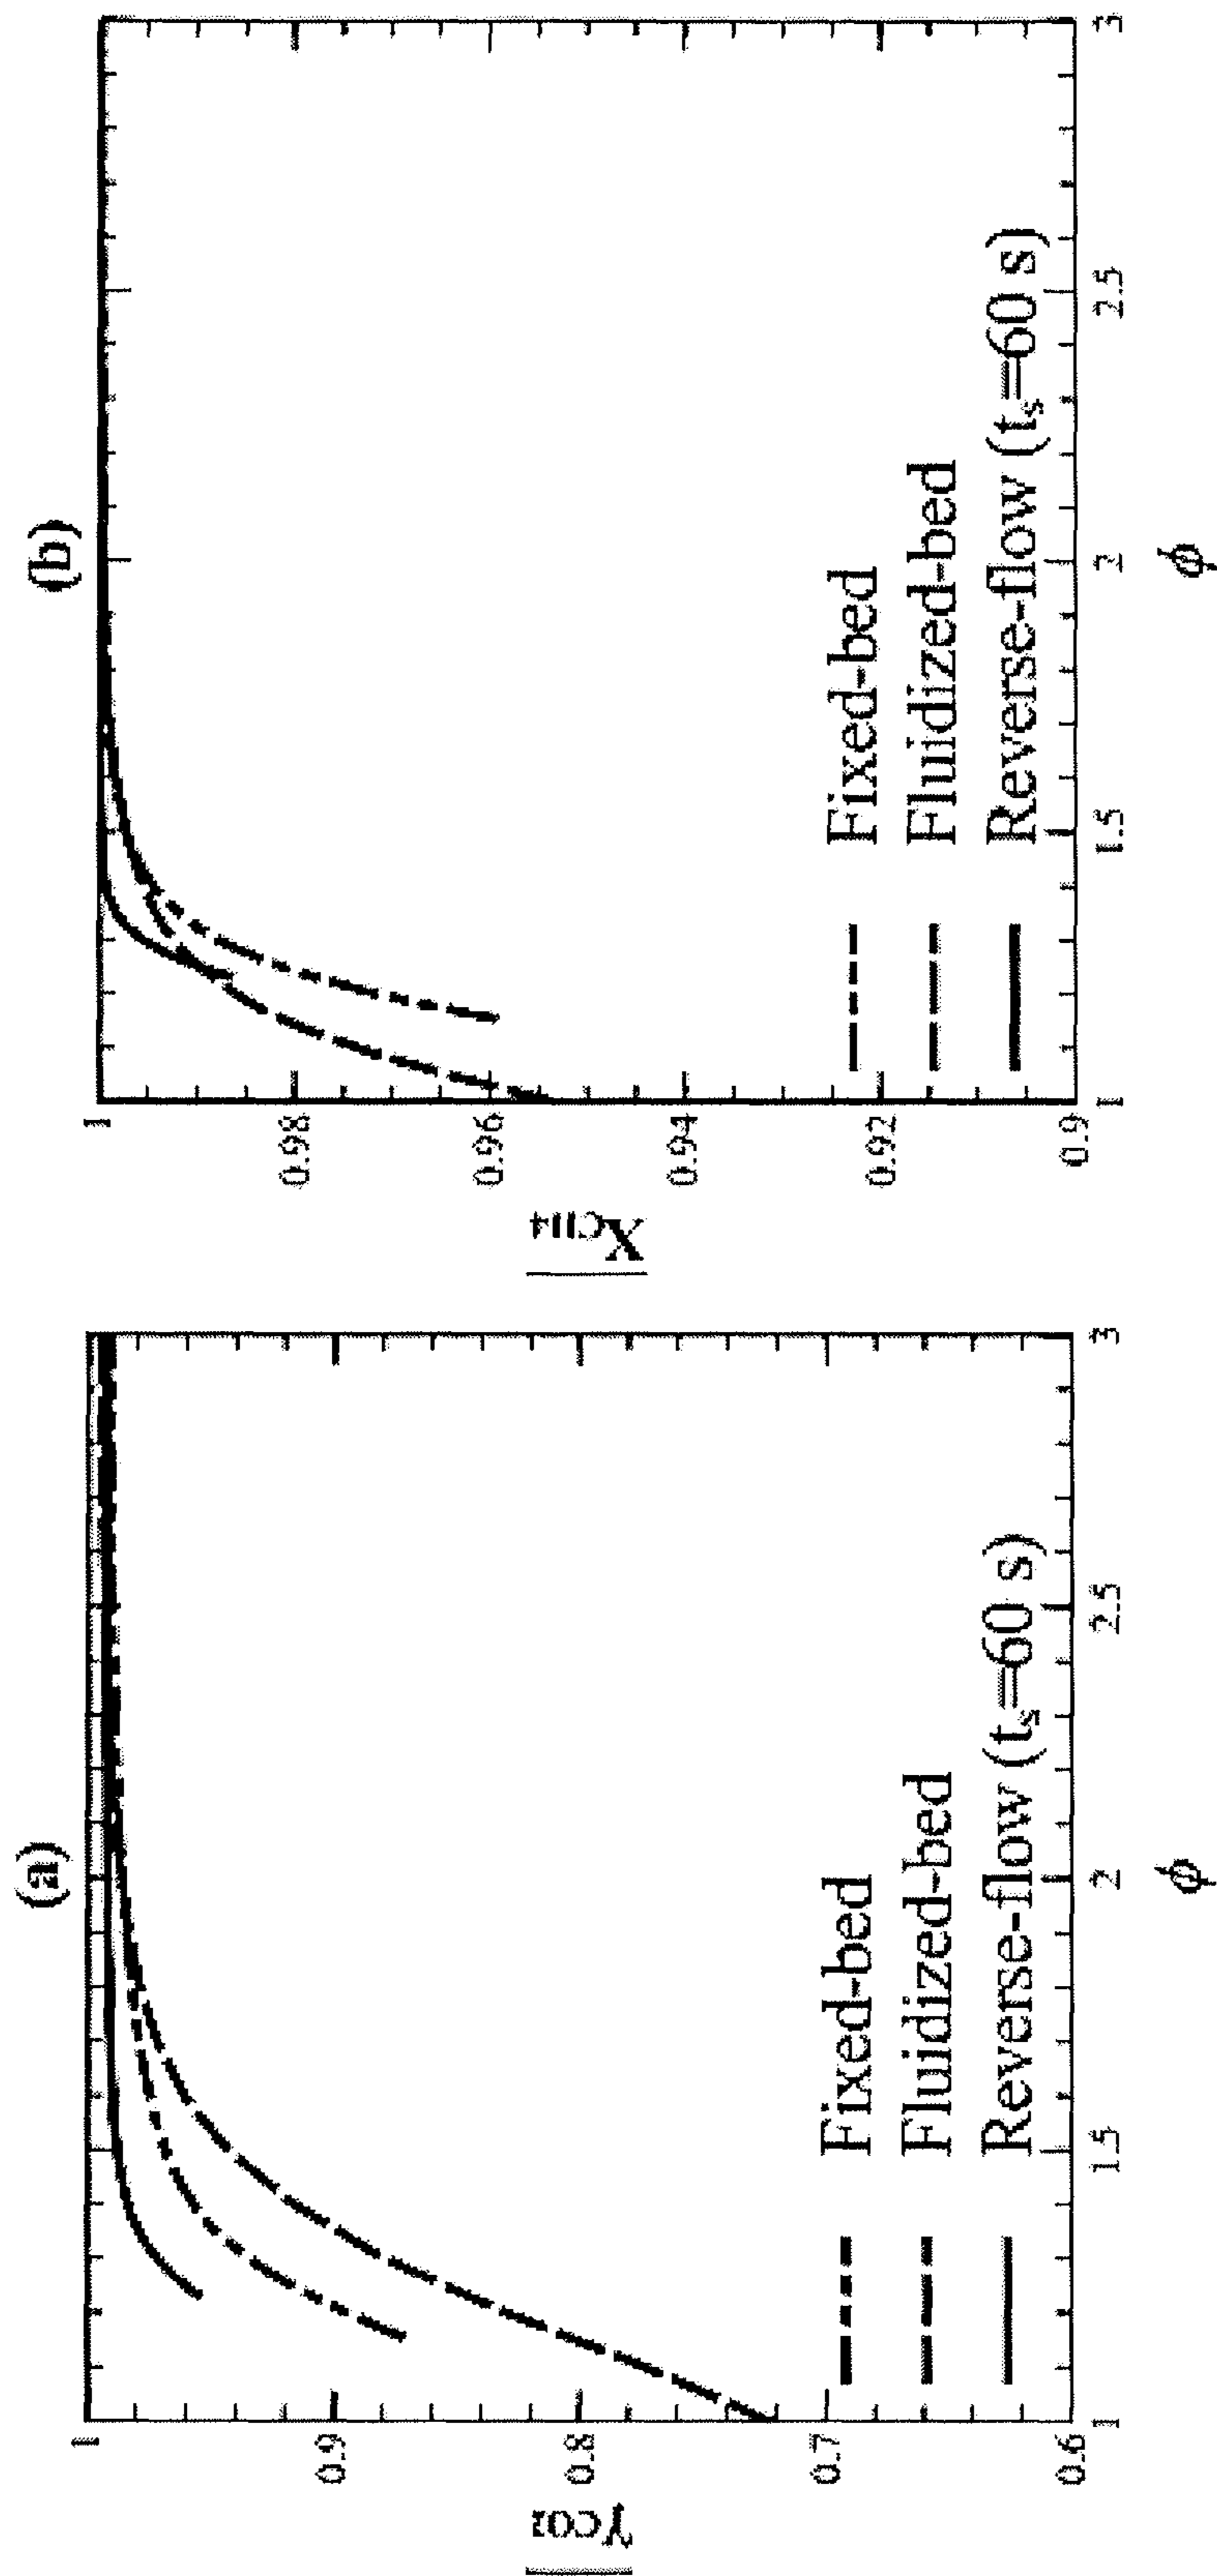 (a)
γCO2
1
0.9
0.8
0.7
0.6
Fixed-bed
Fluidized-bed
Reverse-flow (ts=60 s)
1
1.5
2
2.5
3
ϕ
(b)
XCH4
1
0.98
0.96
0.94
0.92
0.9
Fixed-bed
Fluidized-bed
Reverse-flow (ts=60 s)
1
1.5
2
2.5
3
ϕ